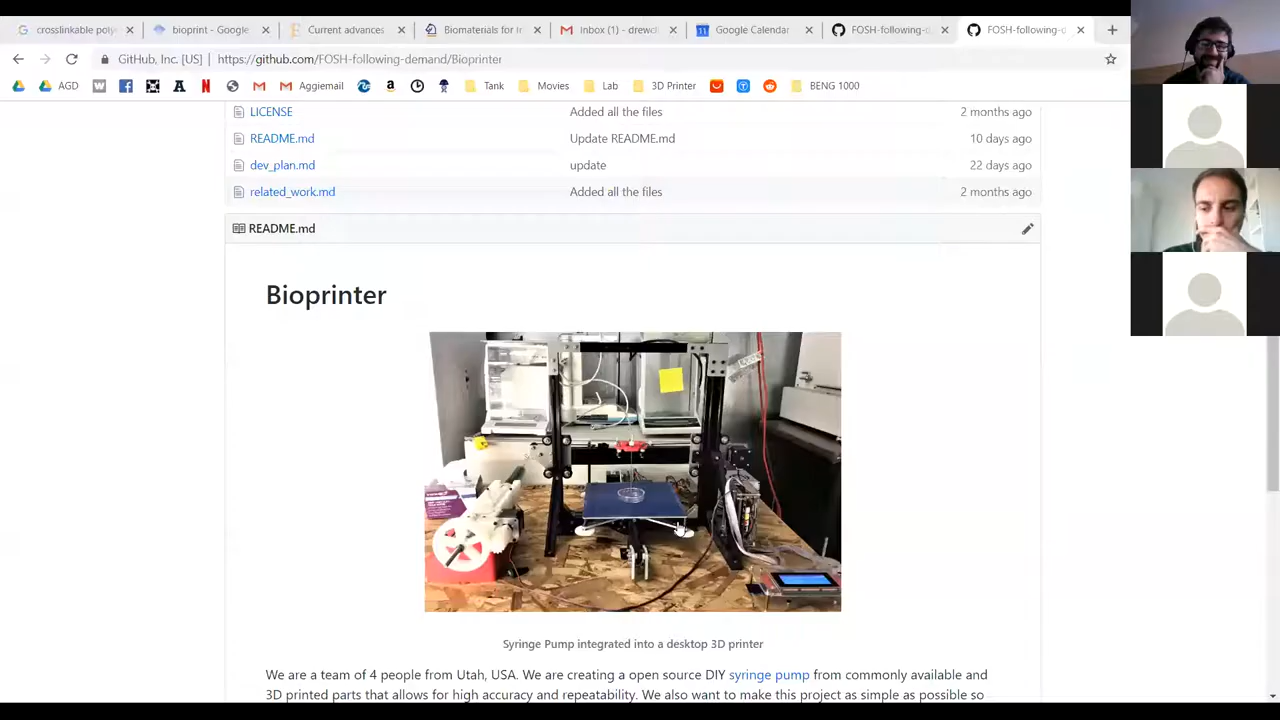 crosslinkable poly
bioprint - Google
Current advances
Biomaterials for In
Inbox (1) - drewdt
Google Calendar
FOSH-following-d
FOSH-following-d
GitHub, Inc. [US] | https://github.com/FOSH-following-demand/Bioprinter
AGD
Aggiemail
Tank
Movies
Lab
3D Printer
BENG 1000
LICENSE Added all the files 2 months ago
README.md Update README.md 10 days ago
dev_plan.md update 22 days ago
related_work.md Added all the files 2 months ago
README.md
Bioprinter
Syringe Pump integrated into a desktop 3D printer
We are a team of 4 people from Utah, USA. We are creating a open source DIY syringe pump from commonly available and
3D printed parts that allows for high accuracy and repeatability. We also want to make this project as simple as possible so